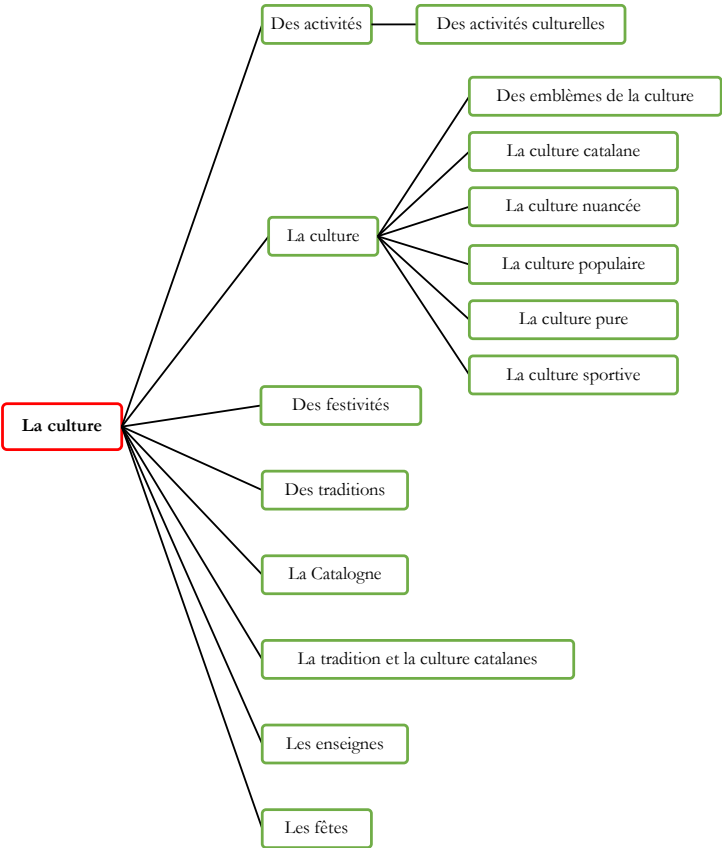 Des activités
Des activités culturelles
Des emblèmes de la culture
La culture catalane
La culture nuancée
La culture
La culture populaire
La culture pure
La culture sportive
Des festivités
La culture
Des traditions
La Catalogne
La tradition et la culture catalanes
Les enseignes
Les fêtes